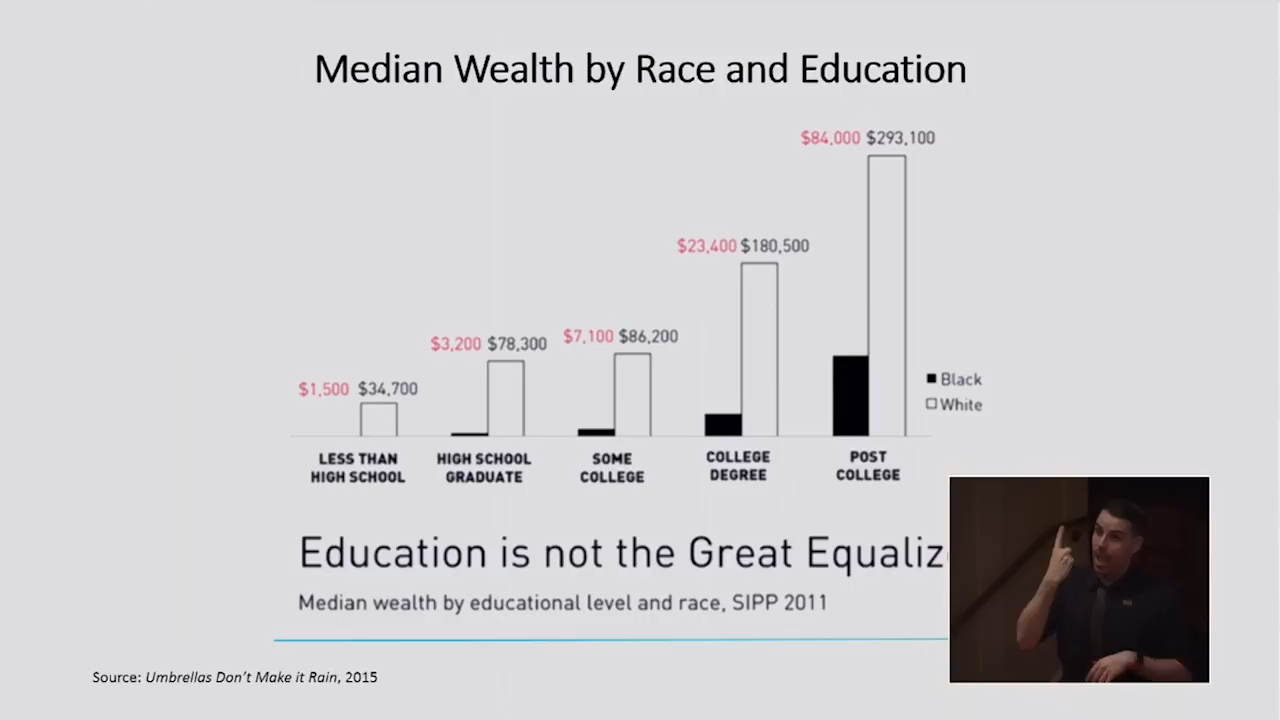 Median Wealth by Race and Education
$84,000 $293,100
$23,400 $180,500
$3,200 $78,300
$7,100 $86,200
$1,500 $34,700
Black
White
LESS THAN
HIGH SCHOOL
HIGH SCHOOL
GRADUATE
SOME
COLLEGE
COLLEGE
DEGREE
POST
COLLEGE
Education is not the Great Equaliz
Median wealth by educational level and race, SIPP 2011
Source: Umbrellas Don't Make it Rain, 2015